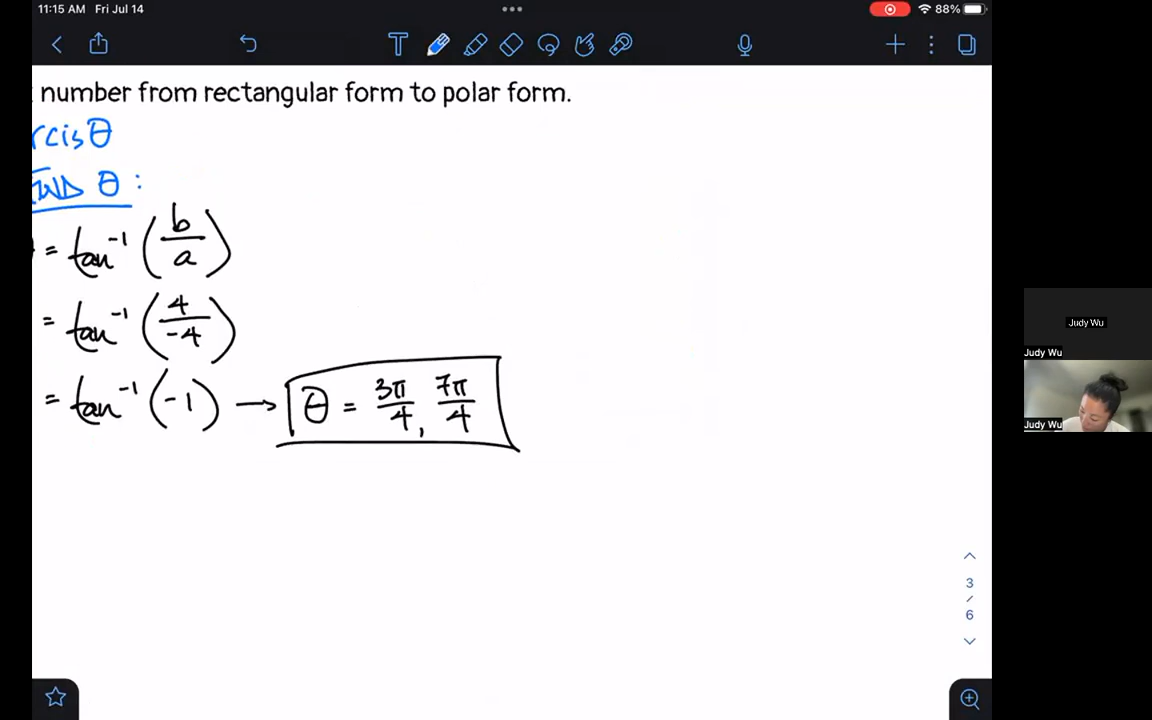 11:15 AM Fri Jul 14
88%
T
number from rectangular form to polar form.
rcisθ
θ :
= tan⁻¹ (b/a)
= tan⁻¹ (4/-4)
= tan⁻¹ (-1) → θ = 3π/4, 7π/4
Judy Wu
Judy Wu
Judy Wu
3
/
6